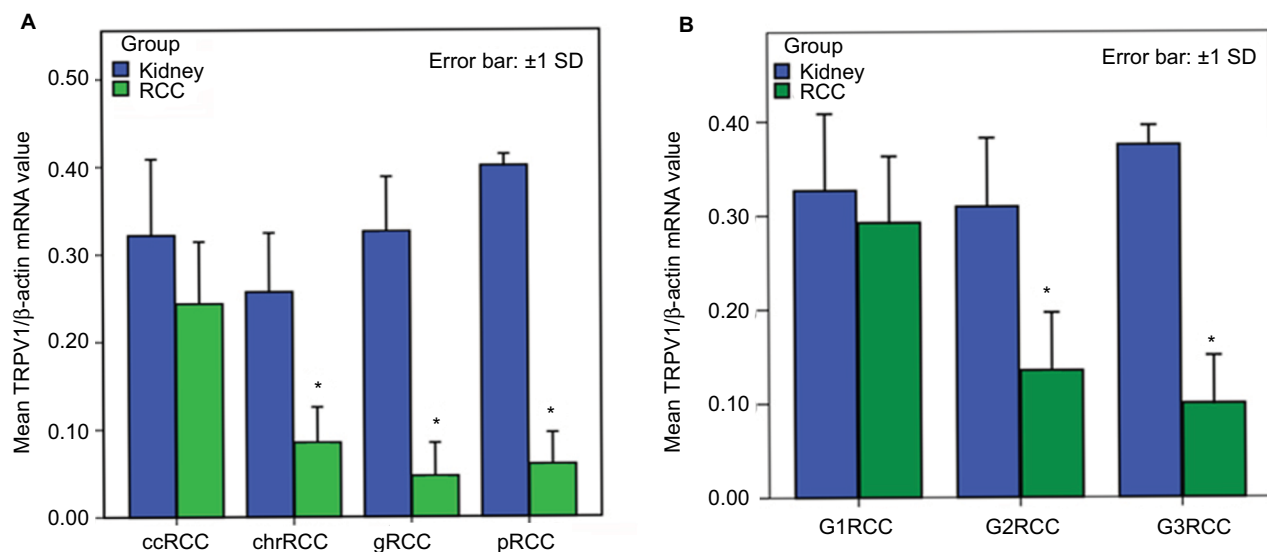 A
Group
Kidney
RCC
Error bar: ±1 SD
Mean TRPV1/β-actin mRNA value
0.50
0.40
0.30
0.20
0.10
0.00
*
*
*
ccRCC
chrRCC
gRCC
pRCC
B
Group
Kidney
RCC
Error bar: ±1 SD
Mean TRPV1/β-actin mRNA value
0.40
0.30
0.20
0.10
0.00
*
*
G1RCC
G2RCC
G3RCC